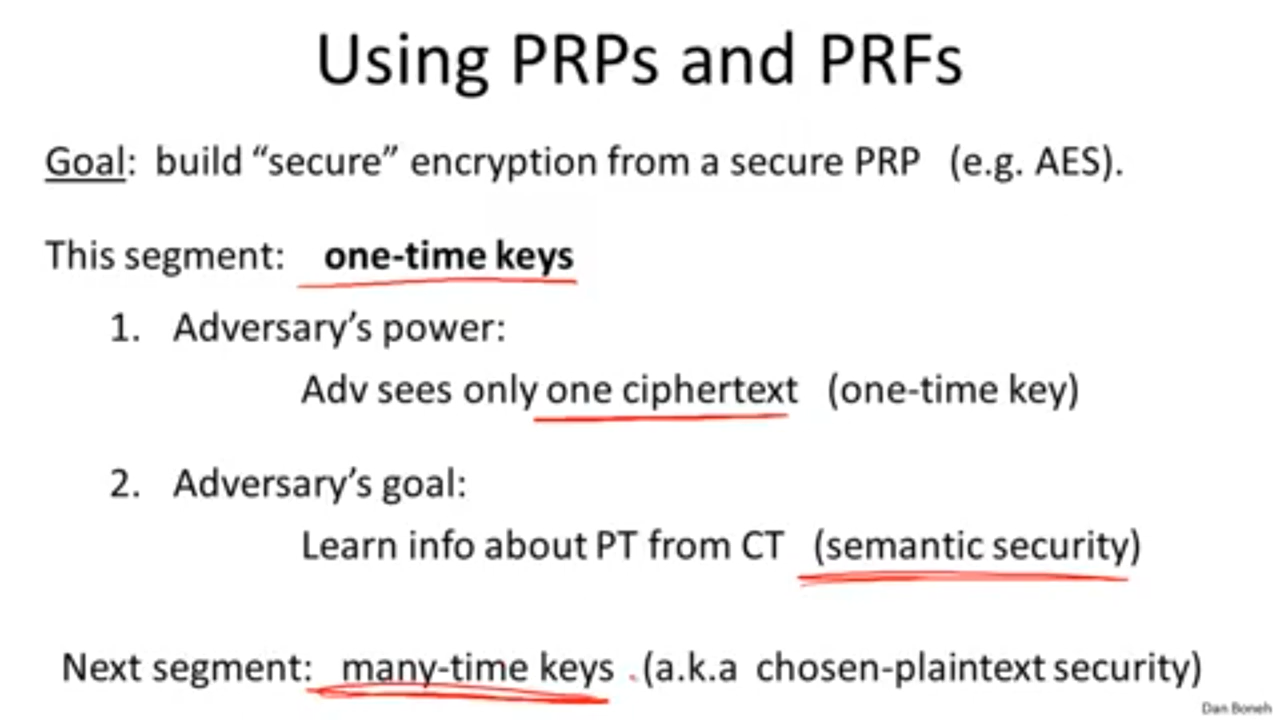 Using PRPs and PRFs
Goal: build “secure” encryption from a secure PRP (e.g. AES).
This segment: one-time keys
1. Adversary’s power:
Adv sees only one ciphertext (one-time key)
2. Adversary’s goal:
Learn info about PT from CT (semantic security)
Next segment: many-time keys (a.k.a chosen-plaintext security)
Dan Boneh